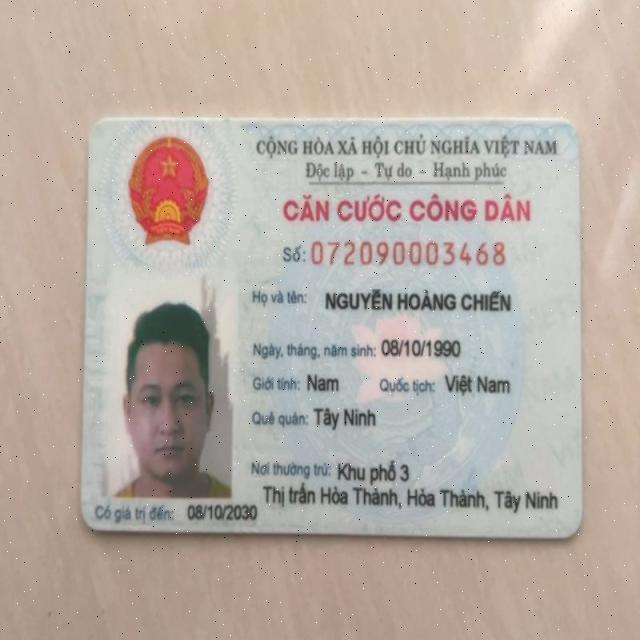 CỘNG HÒA XÃ HỘI CHỦ NGHĨA VIỆT NAM
Độc lập - Tự do - Hạnh phúc
CĂN CƯỚC CÔNG DÂN
Số: 072090003468
Họ và tên: NGUYỄN HOÀNG CHIẾN
Ngày, tháng, năm sinh: 08/10/1990
Giới tính: Nam Quốc tịch: Việt Nam
Quê quán: Tây Ninh
Nơi thường trú: Khu phố 3
Thị trấn Hòa Thành, Hòa Thành, Tây Ninh
Có giá trị đến: 08/10/2030